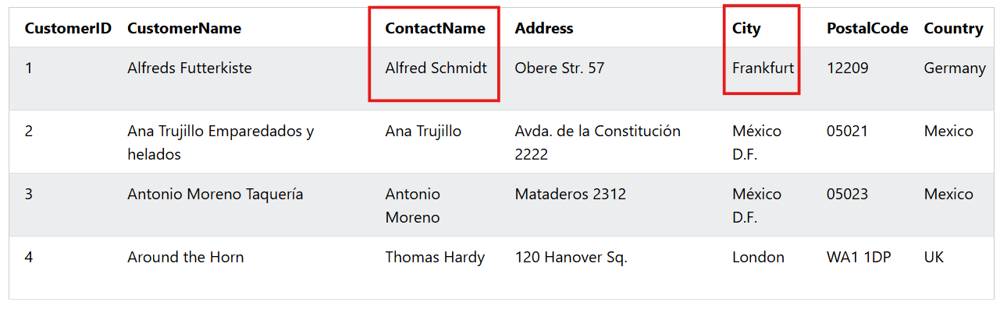 CustomerID CustomerName ContactName Address City PostalCode Country
1 Alfreds Futterkiste Alfred Schmidt Obere Str. 57 Frankfurt 12209 Germany
2 Ana Trujillo Emparedados y Ana Trujillo Avda. de la Constitución México 05021 Mexico
helados 2222 D.F.
3 Antonio Moreno Taquería Antonio Mataderos 2312 México 05023 Mexico
Moreno D.F.
4 Around the Horn Thomas Hardy 120 Hanover Sq. London WA1 1DP UK